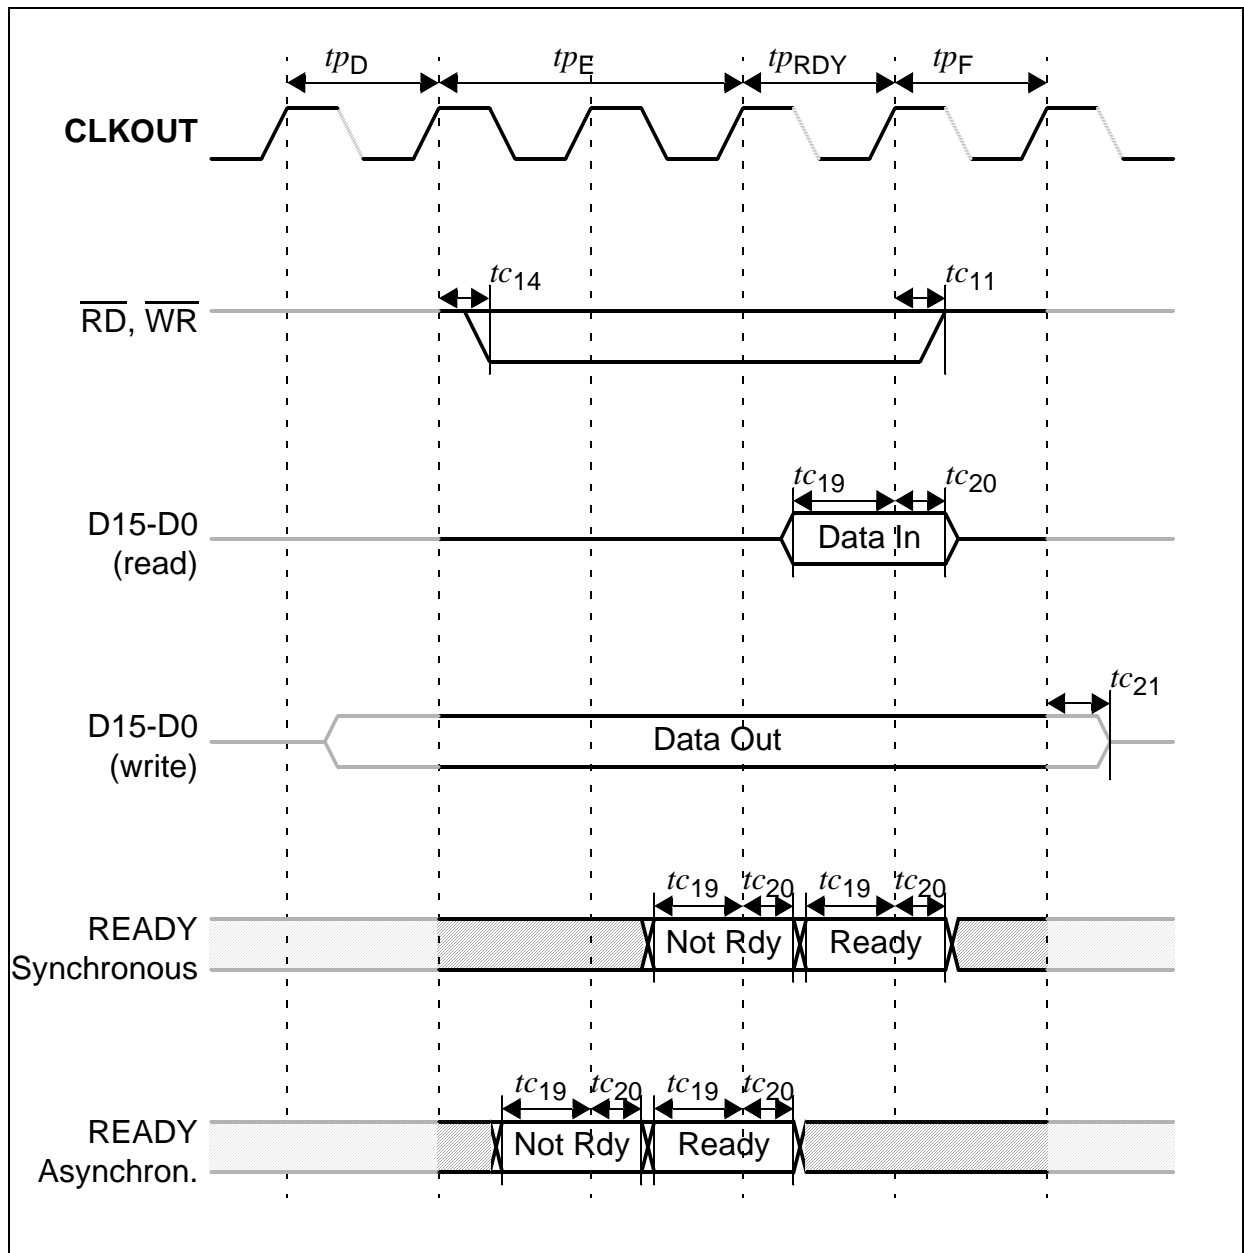 tpD tpE tpRDY tpF
CLKOUT
tc14 tc11
RD, WR
tc19 tc20
D15-D0 Data In
(read)
tc21
D15-D0 Data Out
(write)
tc19 tc20 tc19 tc20
READY Not Rdy Ready
Synchronous
tc19 tc20 tc19 tc20
READY Not Rdy Ready
Asynchron.